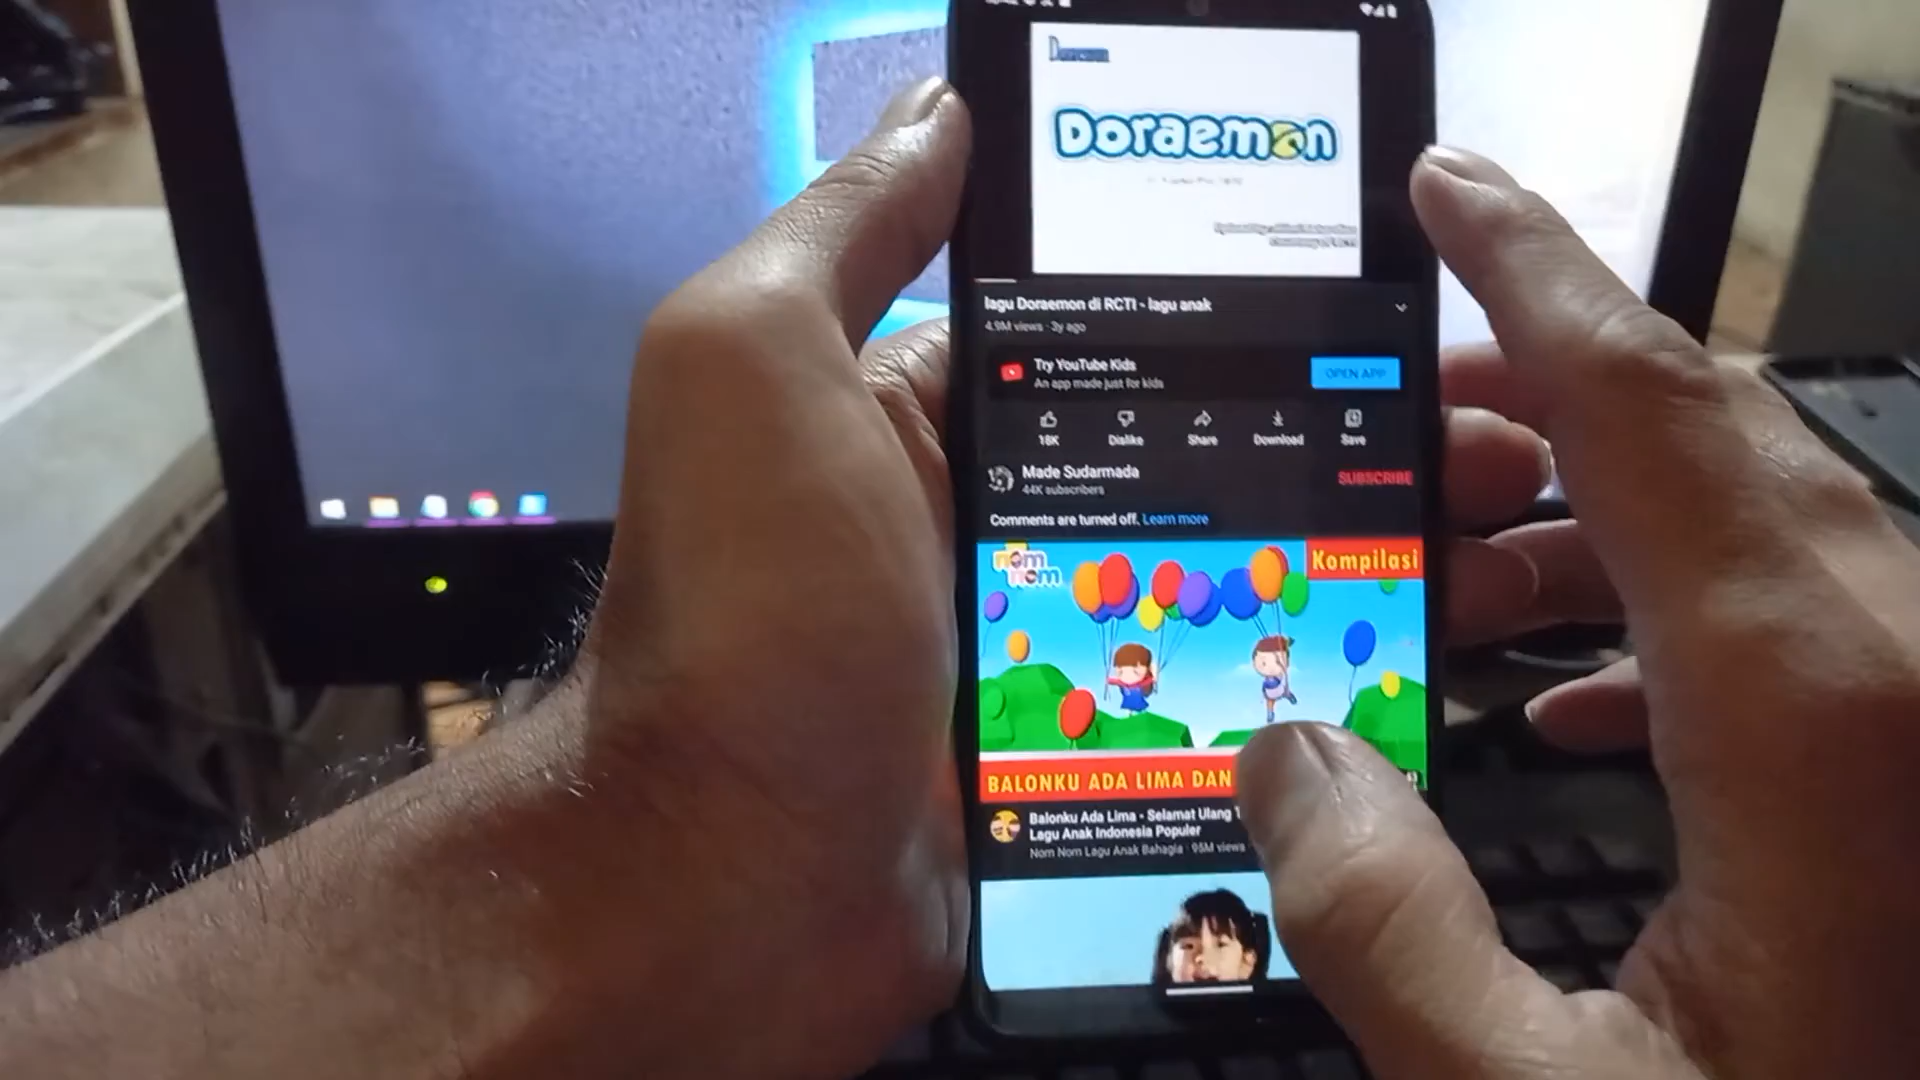 Doraemon
Doraemon
lagu Doraemon di RCTI - lagu anak
4.9M views · 3y ago
Try YouTube Kids
An app made just for kids
OPEN APP
18K
Dislike
Share
Download
Save
Made Sudarmada
44K subscribers
SUBSCRIBE
Comments are turned off. Learn more
nom
nom
Kompilasi
BALONKU ADA LIMA DAN
Balonku Ada Lima - Selamat Ulang
Lagu Anak Indonesia Populer
Nom Nom Lagu Anak Bahagia · 95M views